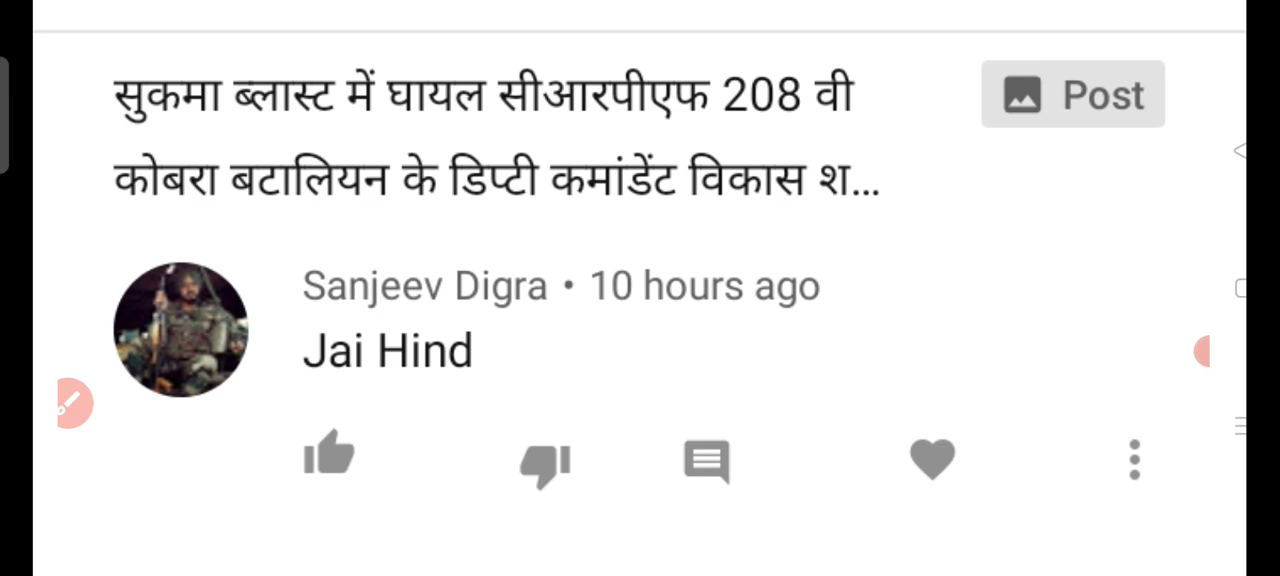 सुकमा ब्लास्ट में घायल सीआरपीएफ 208 वी
Post
कोबरा बटालियन के डिप्टी कमांडेंट विकास श...
Sanjeev Digra • 10 hours ago
Jai Hind